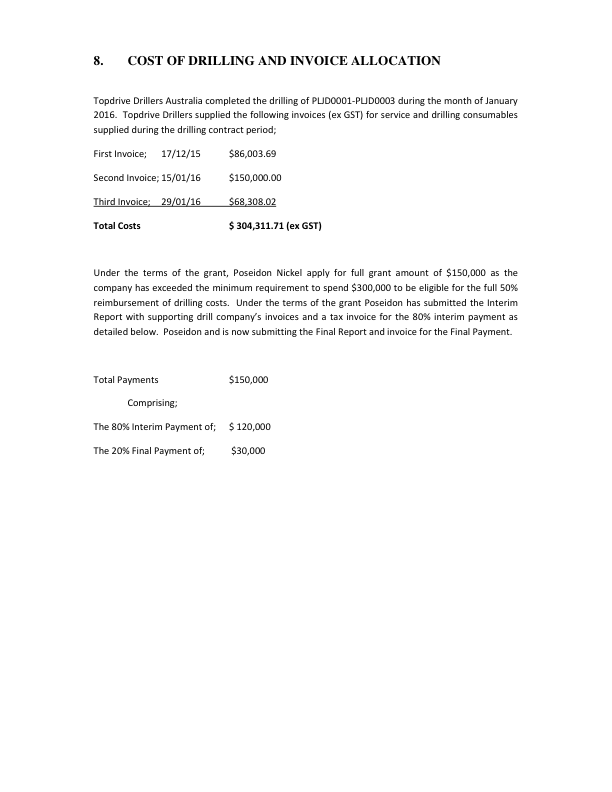 8. COST OF DRILLING AND INVOICE ALLOCATION
Topdrive Drillers Australia completed the drilling of PLJD0001-PLJD0003 during the month of January
2016. Topdrive Drillers supplied the following invoices (ex GST) for service and drilling consumables
supplied during the drilling contract period;
First Invoice; 17/12/15 $86,003.69
Second Invoice; 15/01/16 $150,000.00
Third Invoice; 29/01/16 $68,308.02
Total Costs $ 304,311.71 (ex GST)
Under the terms of the grant, Poseidon Nickel apply for full grant amount of $150,000 as the
company has exceeded the minimum requirement to spend $300,000 to be eligible for the full 50%
reimbursement of drilling costs. Under the terms of the grant Poseidon has submitted the Interim
Report with supporting drill company's invoices and a tax invoice for the 80% interim payment as
detailed below. Poseidon and is now submitting the Final Report and invoice for the Final Payment.
Total Payments $150,000
Comprising;
The 80% Interim Payment of; $ 120,000
The 20% Final Payment of; $30,000